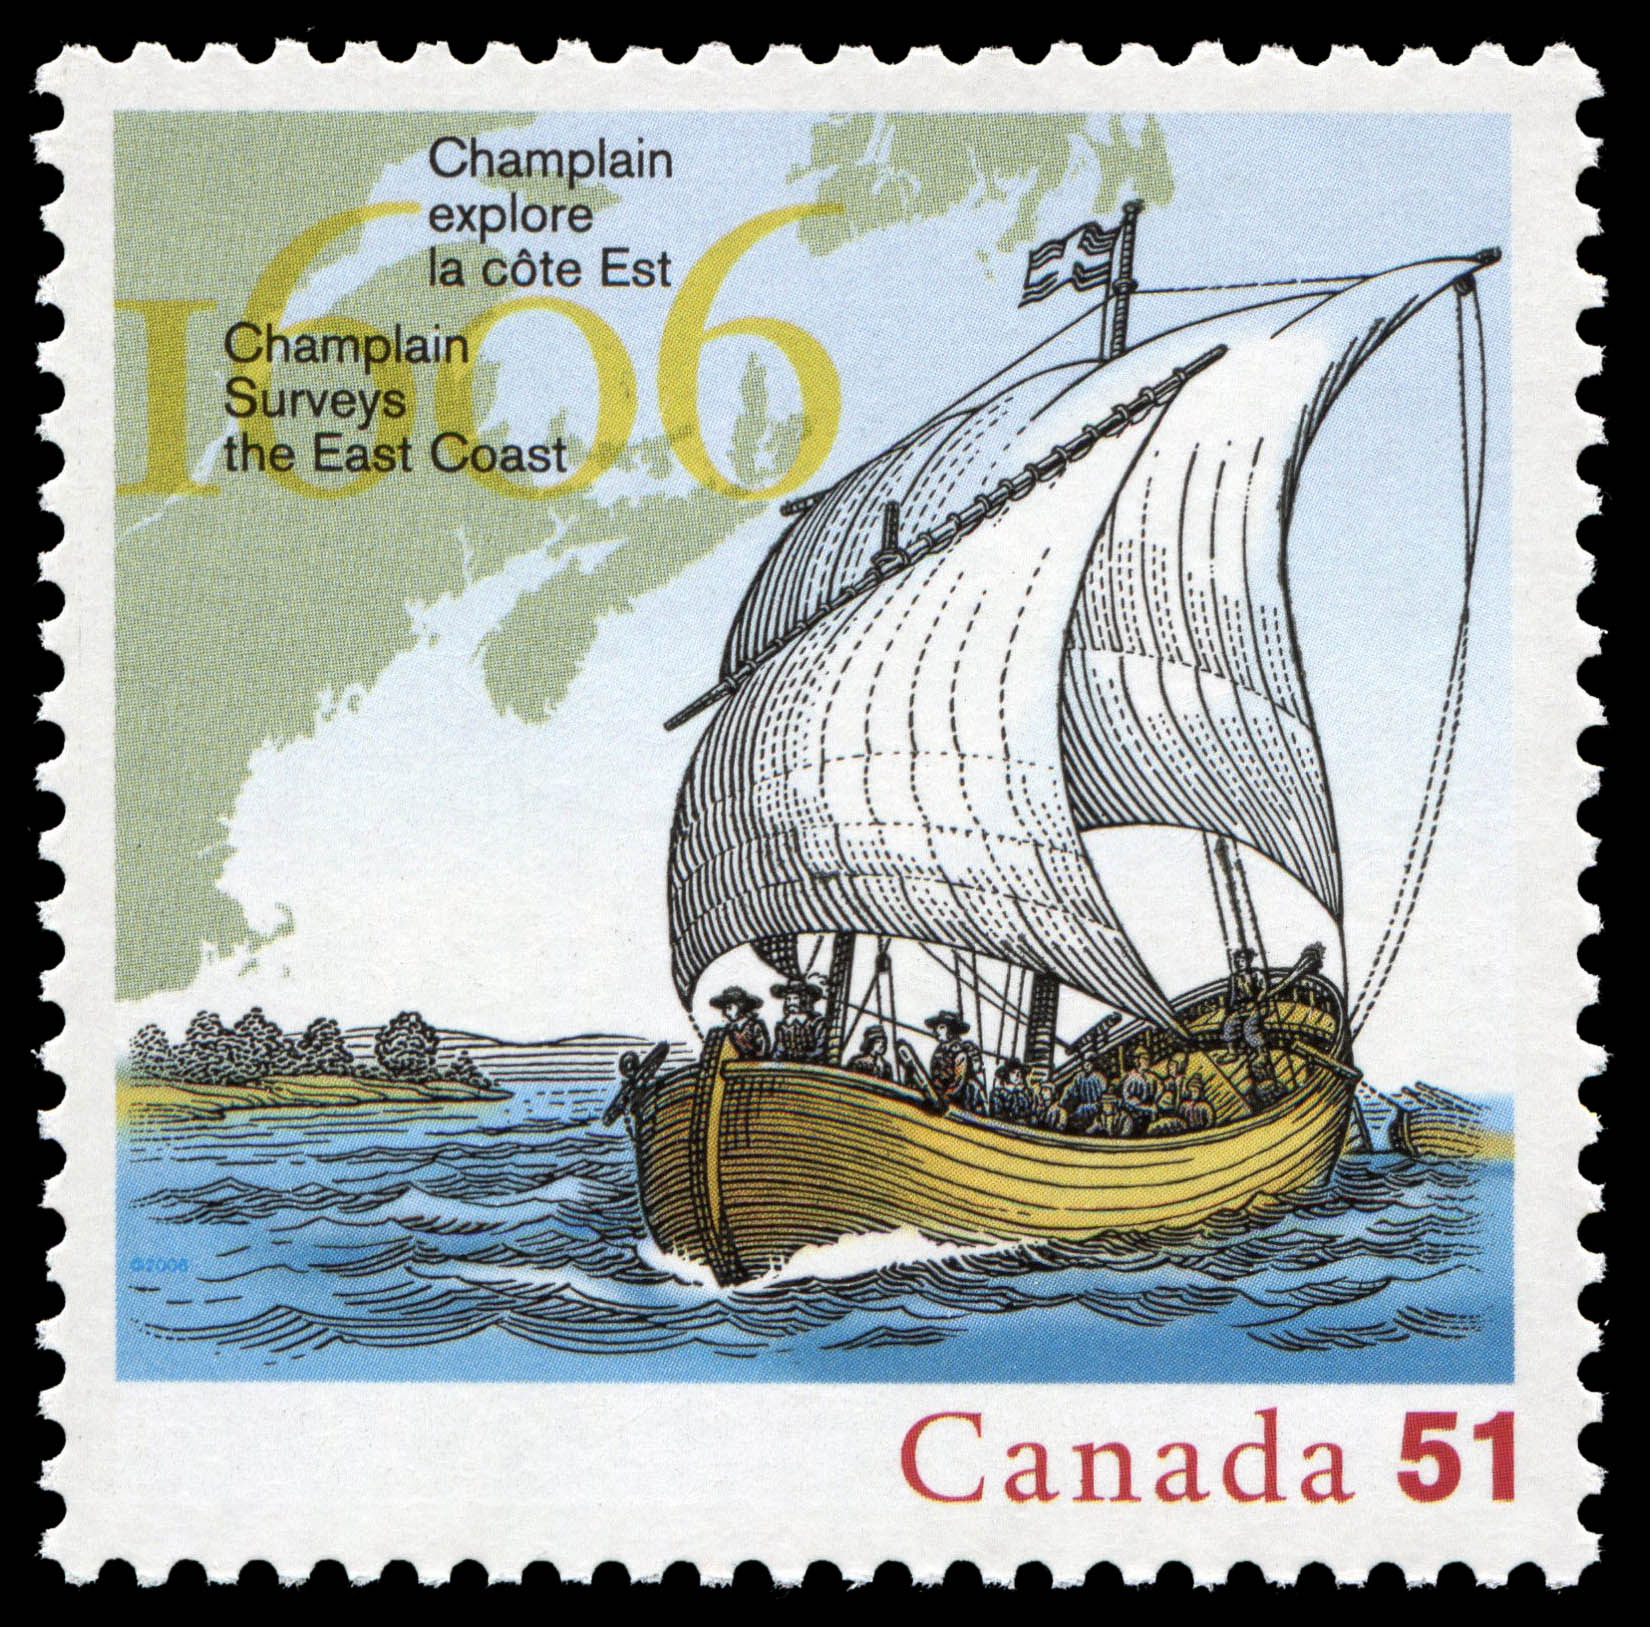 1606
Champlain
explore
la côte Est
Champlain
Surveys
the East Coast
©2006
Canada 51